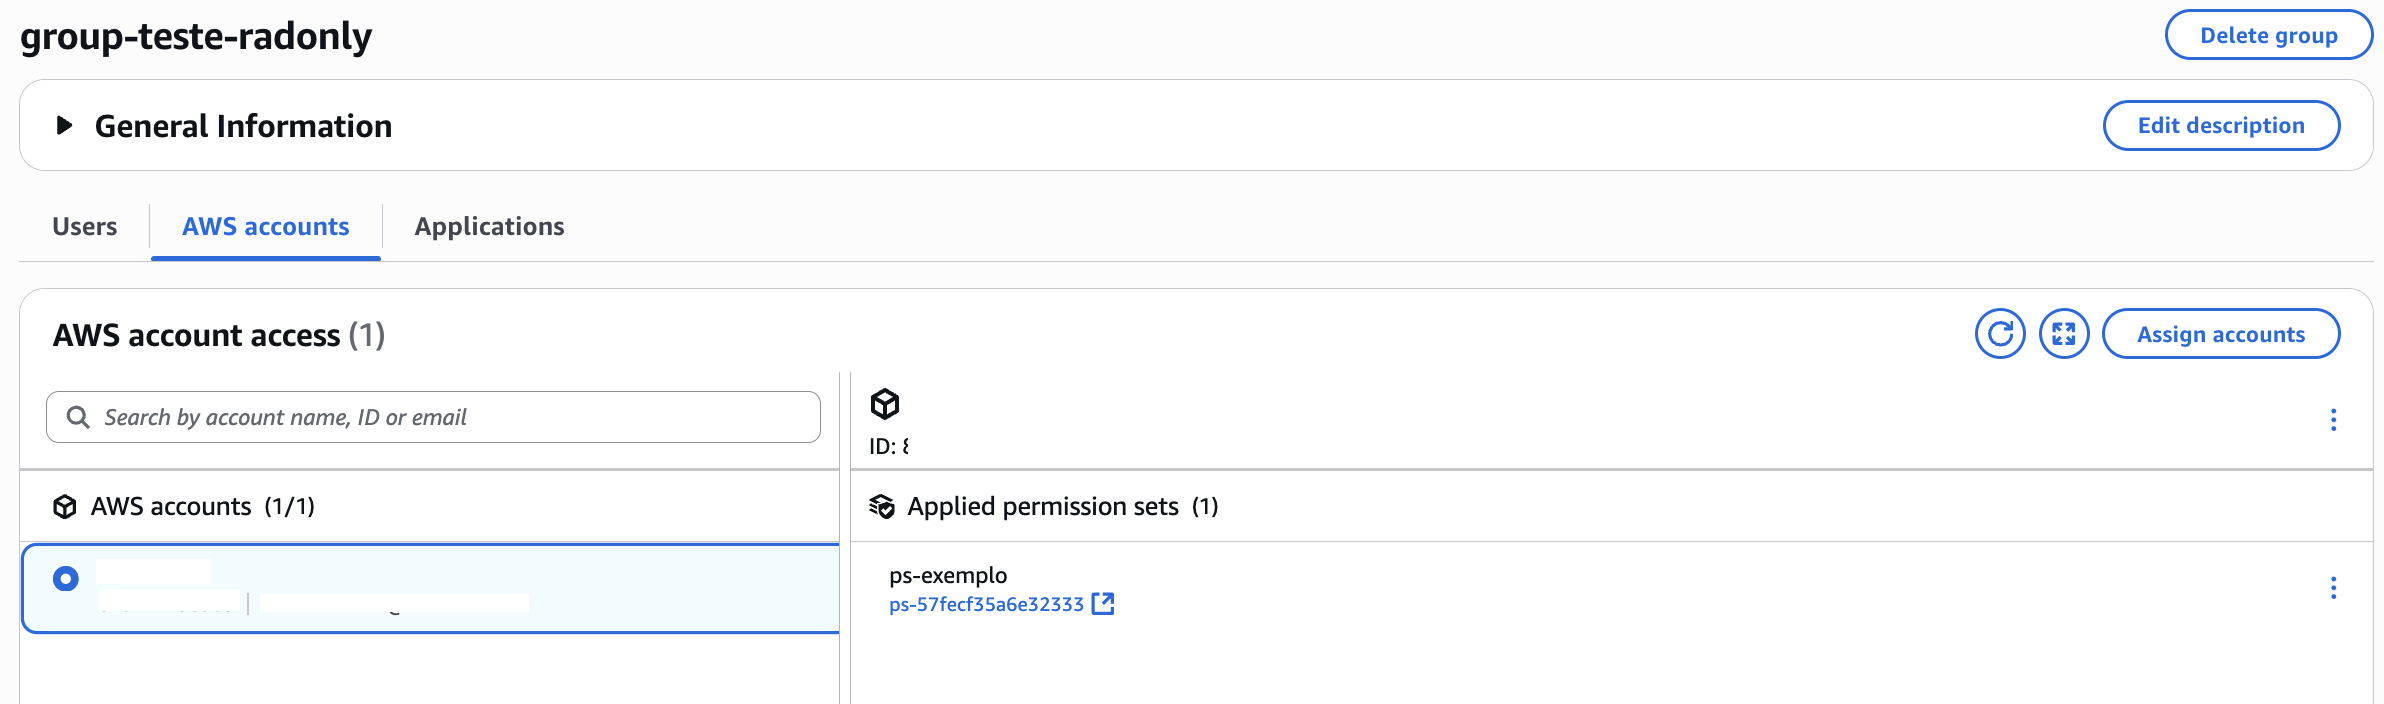 group-teste-radonly
Delete group
General Information
Edit description
Users
AWS accounts
Applications
AWS account access (1)
Assign accounts
Search by account name, ID or email
ID:
AWS accounts (1/1)
Applied permission sets (1)
ps-exemplo
ps-57fecf35a6e32333